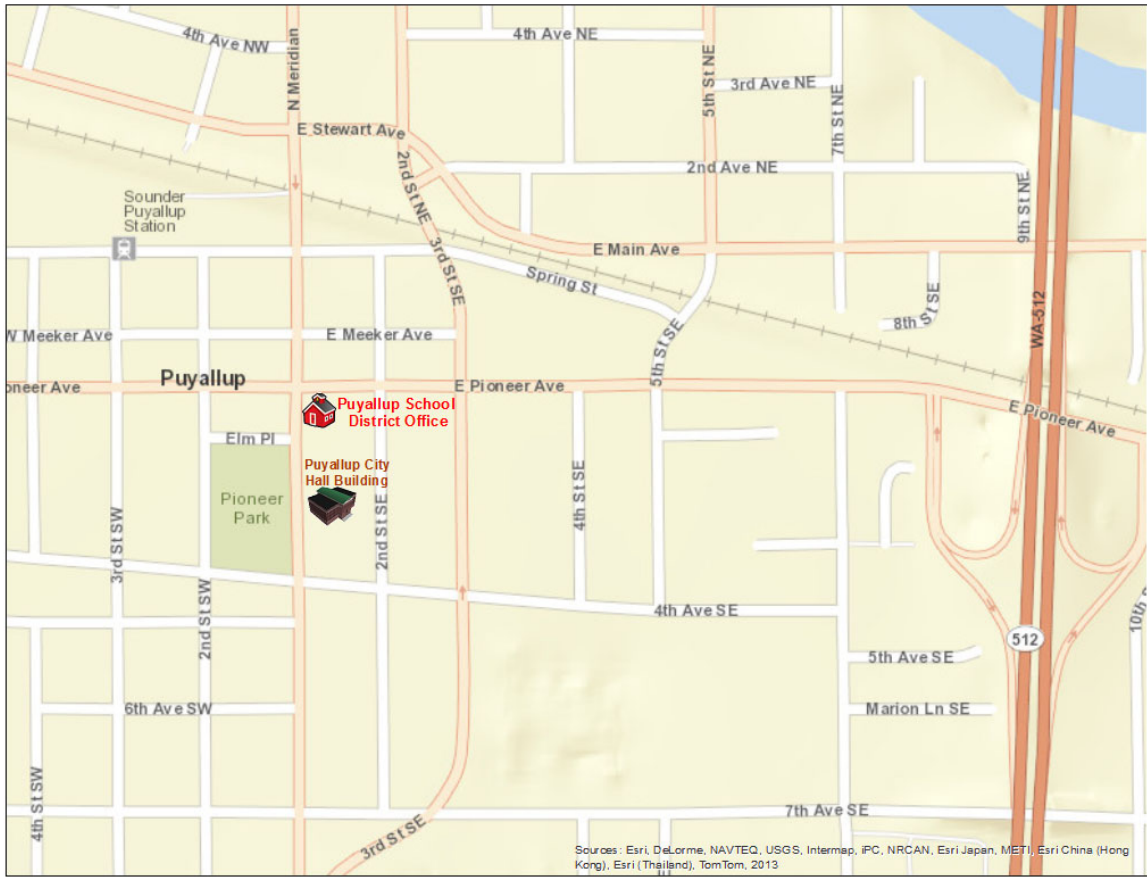 4th Ave NW
N Meridian
4th Ave NE
5th St NE
3rd Ave NE
7th St NE
E Stewart Ave
2nd St NE
2nd Ave NE
9th St NE
Sounder
Puyallup
Station
3rd St SE
E Main Ave
Spring St
8th St SE
WA-512
W Meeker Ave
E Meeker Ave
5th St SE
oneer Ave
Puyallup
E Pioneer Ave
E Pioneer Ave
Puyallup School
District Office
Elm Pl
Puyallup City
Hall Building
Pioneer
Park
3rd St SW
2nd St SE
4th St SE
2nd St SW
4th Ave SE
10th
512
5th Ave SE
6th Ave SW
Marion Ln SE
4th St SW
3rd St SE
7th Ave SE
Sources: Esri, DeLorme, NAVTEQ, USGS, Intermap, iPC, NRCAN, Esri Japan, METI, Esri China (Hong
Kong), Esri (Thailand), TomTom, 2013